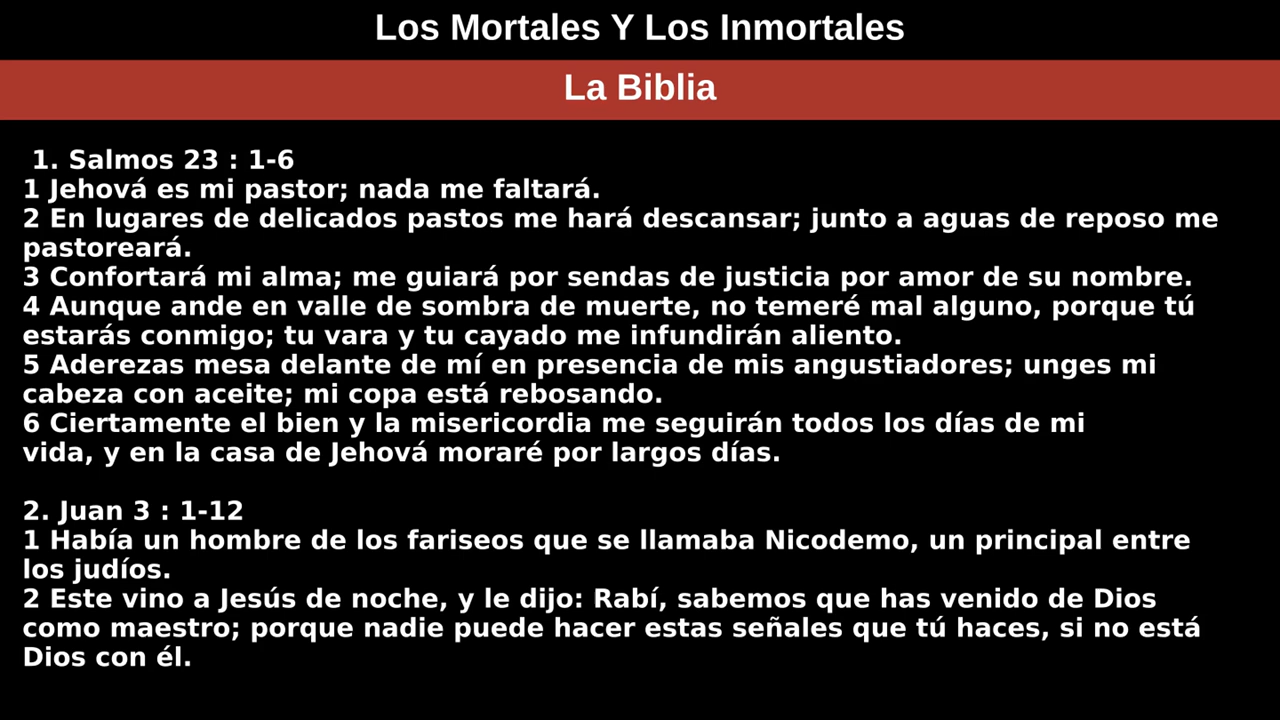 Los Mortales Y Los Inmortales
La Biblia
1. Salmos 23 : 1-6
1 Jehová es mi pastor; nada me faltará.
2 En lugares de delicados pastos me hará descansar; junto a aguas de reposo me
pastoreará.
3 Confortará mi alma; me guiará por sendas de justicia por amor de su nombre.
4 Aunque ande en valle de sombra de muerte, no temeré mal alguno, porque tú
estarás conmigo; tu vara y tu cayado me infundirán aliento.
5 Aderezas mesa delante de mí en presencia de mis angustiadores; unges mi
cabeza con aceite; mi copa está rebosando.
6 Ciertamente el bien y la misericordia me seguirán todos los días de mi
vida, y en la casa de Jehová moraré por largos días.
2. Juan 3 : 1-12
1 Había un hombre de los fariseos que se llamaba Nicodemo, un principal entre
los judíos.
2 Este vino a Jesús de noche, y le dijo: Rabí, sabemos que has venido de Dios
como maestro; porque nadie puede hacer estas señales que tú haces, si no está
Dios con él.